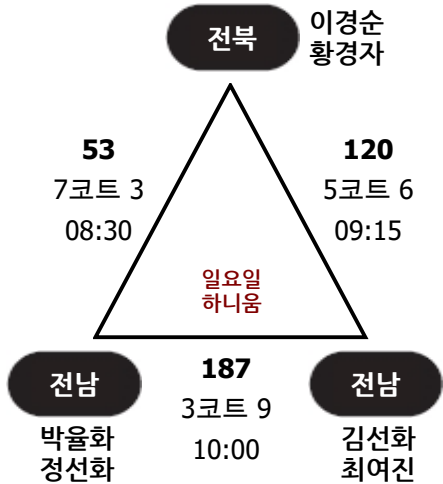 전북
이경순
황경자
53
7코트 3
08:30
120
5코트 6
09:15
일요일
하니움
전남
박율화
정선화
187
3코트 9
10:00
전남
김선화
최여진